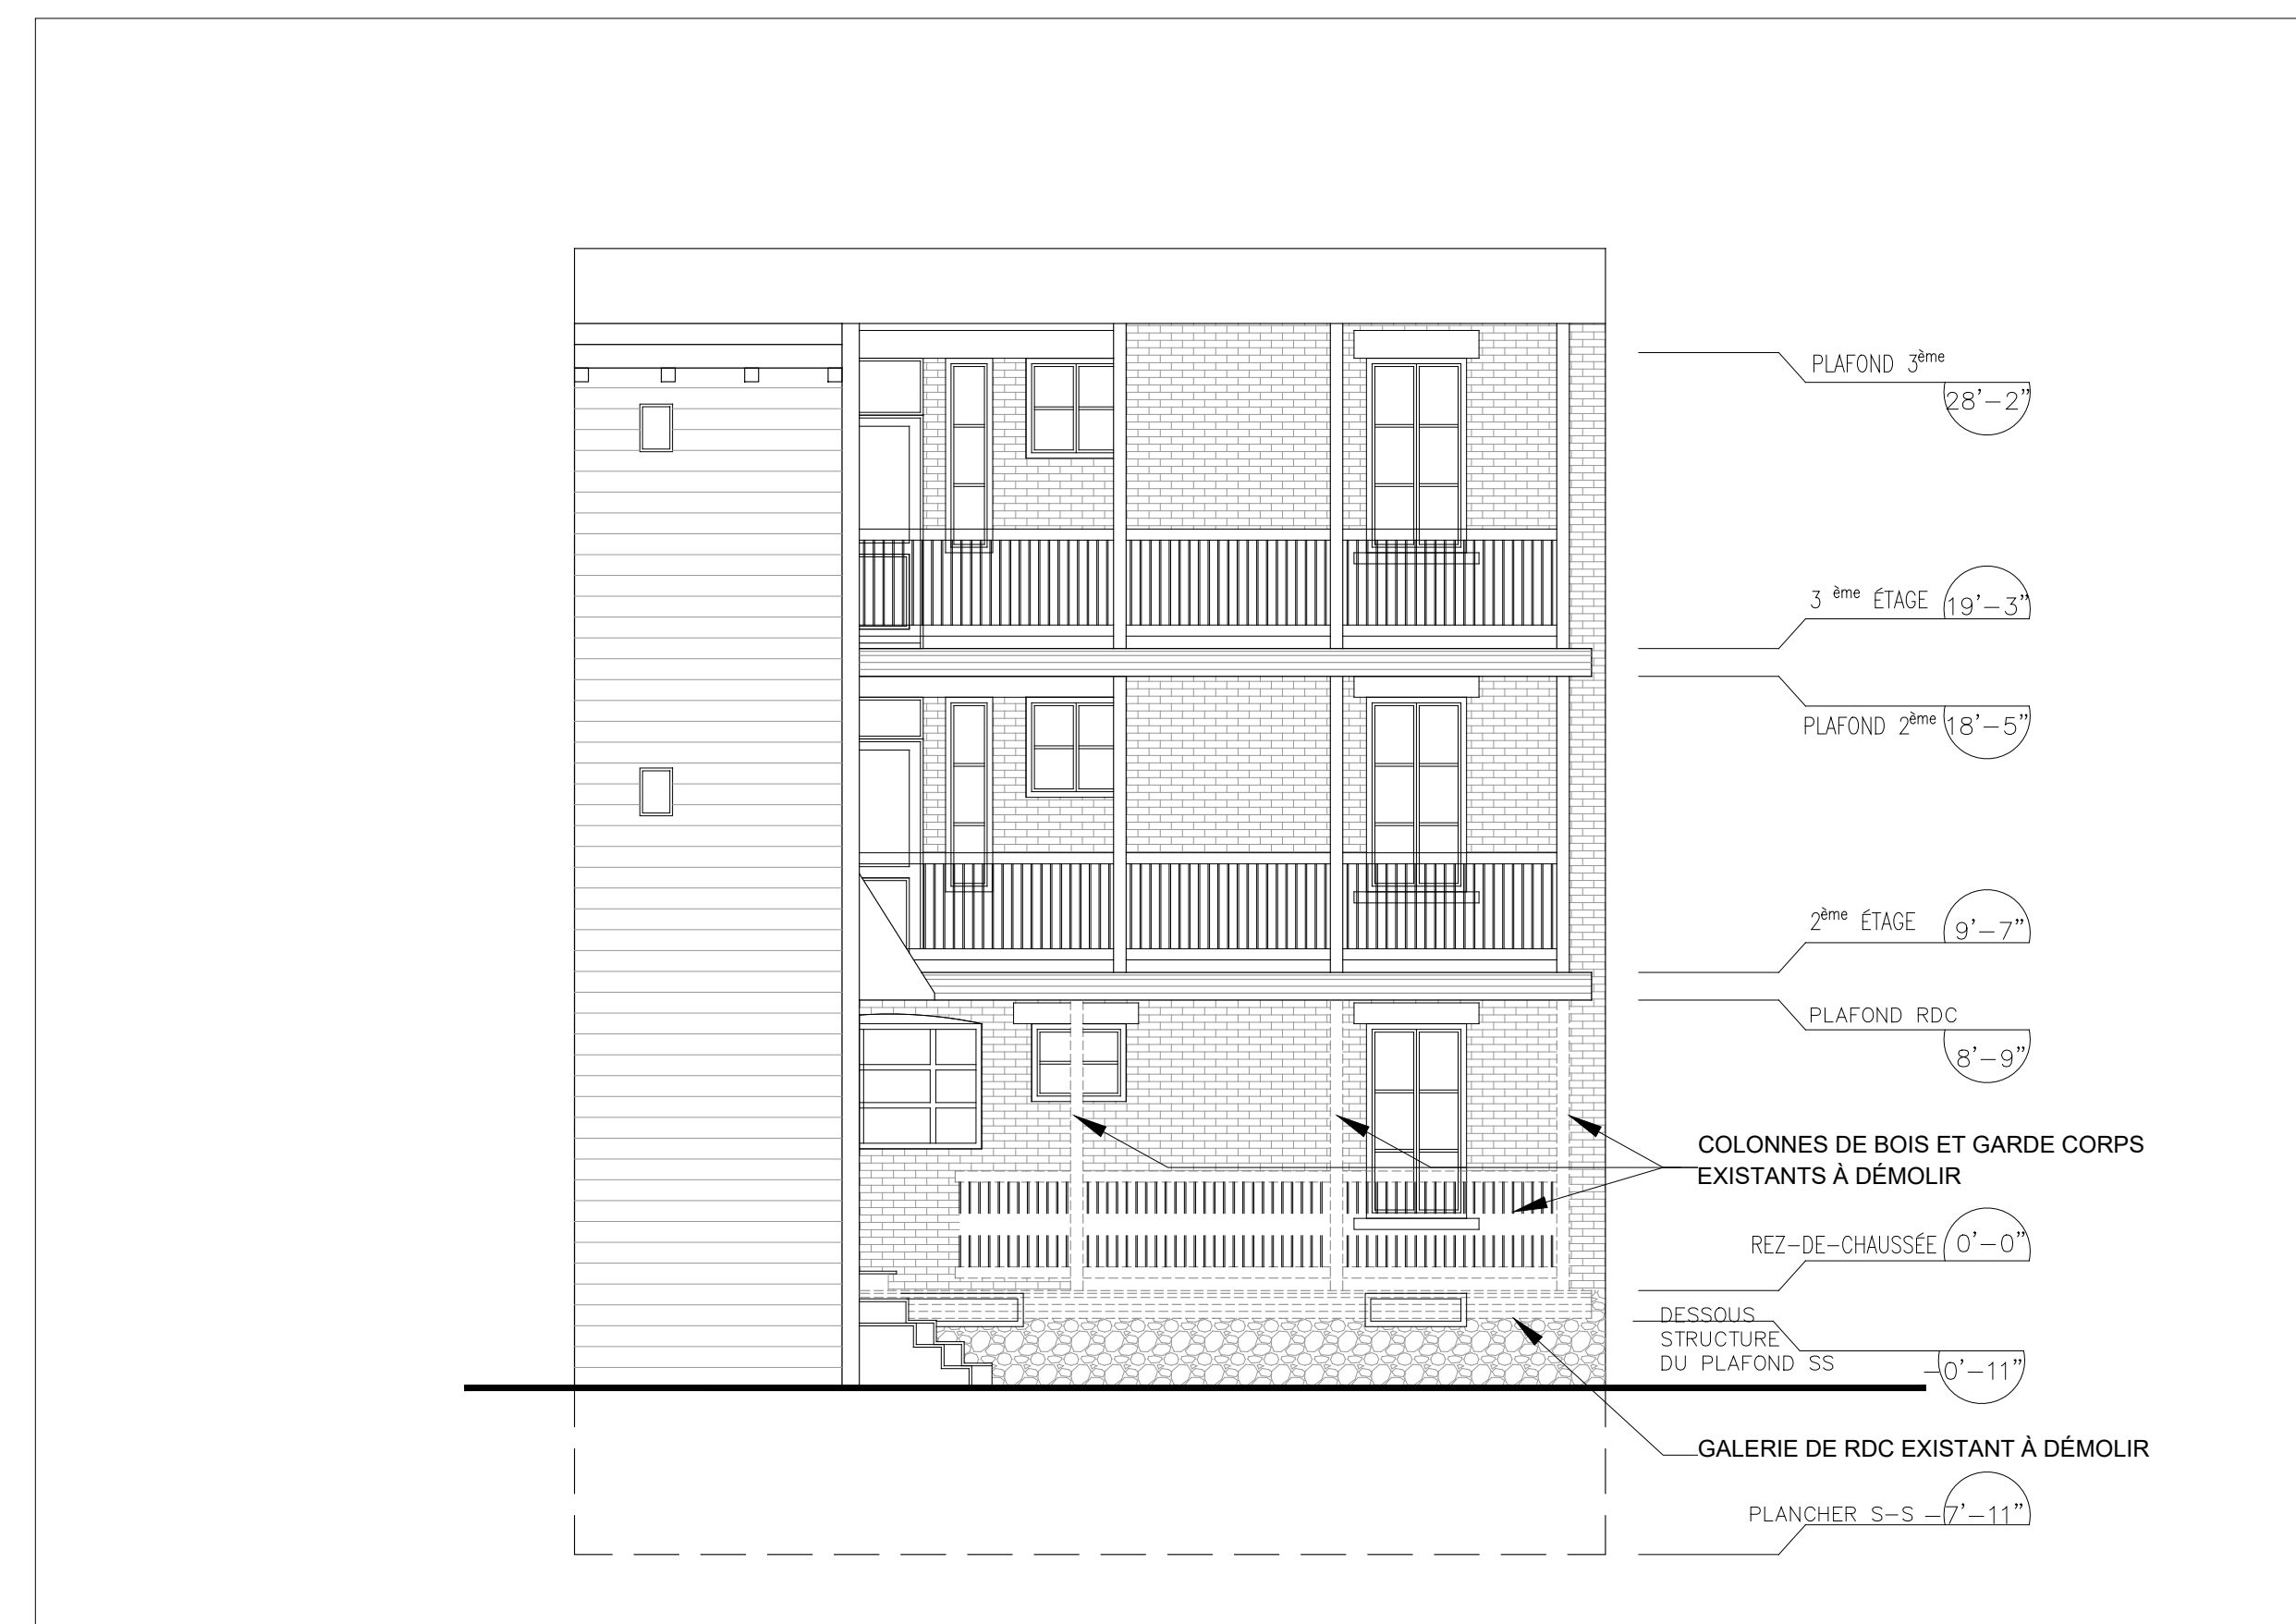 PLAFOND 3ème
28'-2"
3 ème ÉTAGE 19'-3"
PLAFOND 2ème 18'-5"
2ème ÉTAGE 9'-7"
PLAFOND RDC
8'-9"
COLONNES DE BOIS ET GARDE CORPS
EXISTANTS À DÉMOLIR
REZ-DE-CHAUSSÉE 0'-0"
DESSOUS
STRUCTURE
DU PLAFOND SS
-0'-11"
GALERIE DE RDC EXISTANT À DÉMOLIR
PLANCHER S-S -7'-11"